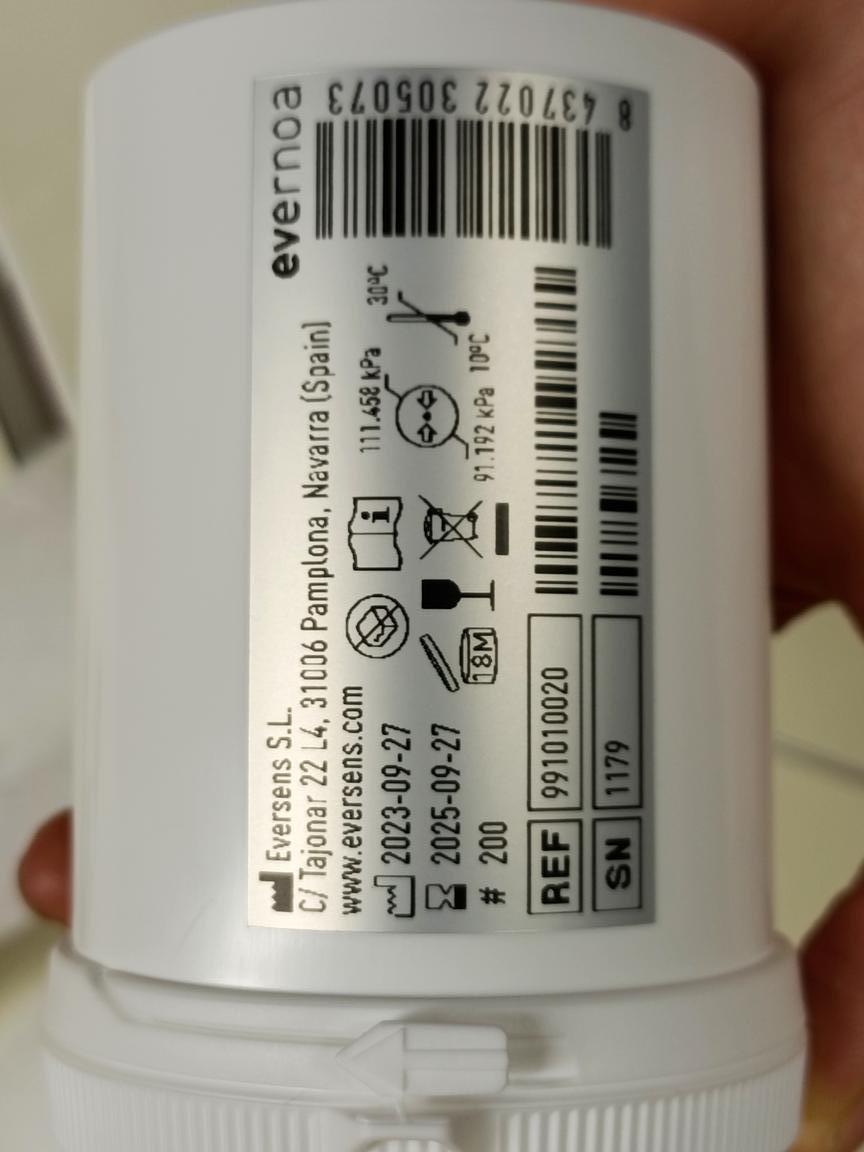 Eversens S.L.
C/ Tajonar 22 L4, 31006 Pamplona, Navarra (Spain)
www.eversens.com
2023-09-27
2025-09-27
# 200
18M
111.458 kPa
91.192 kPa
30ºC
10ºC
REF 991010020
SN 1179
evernoa
8 437022 305073